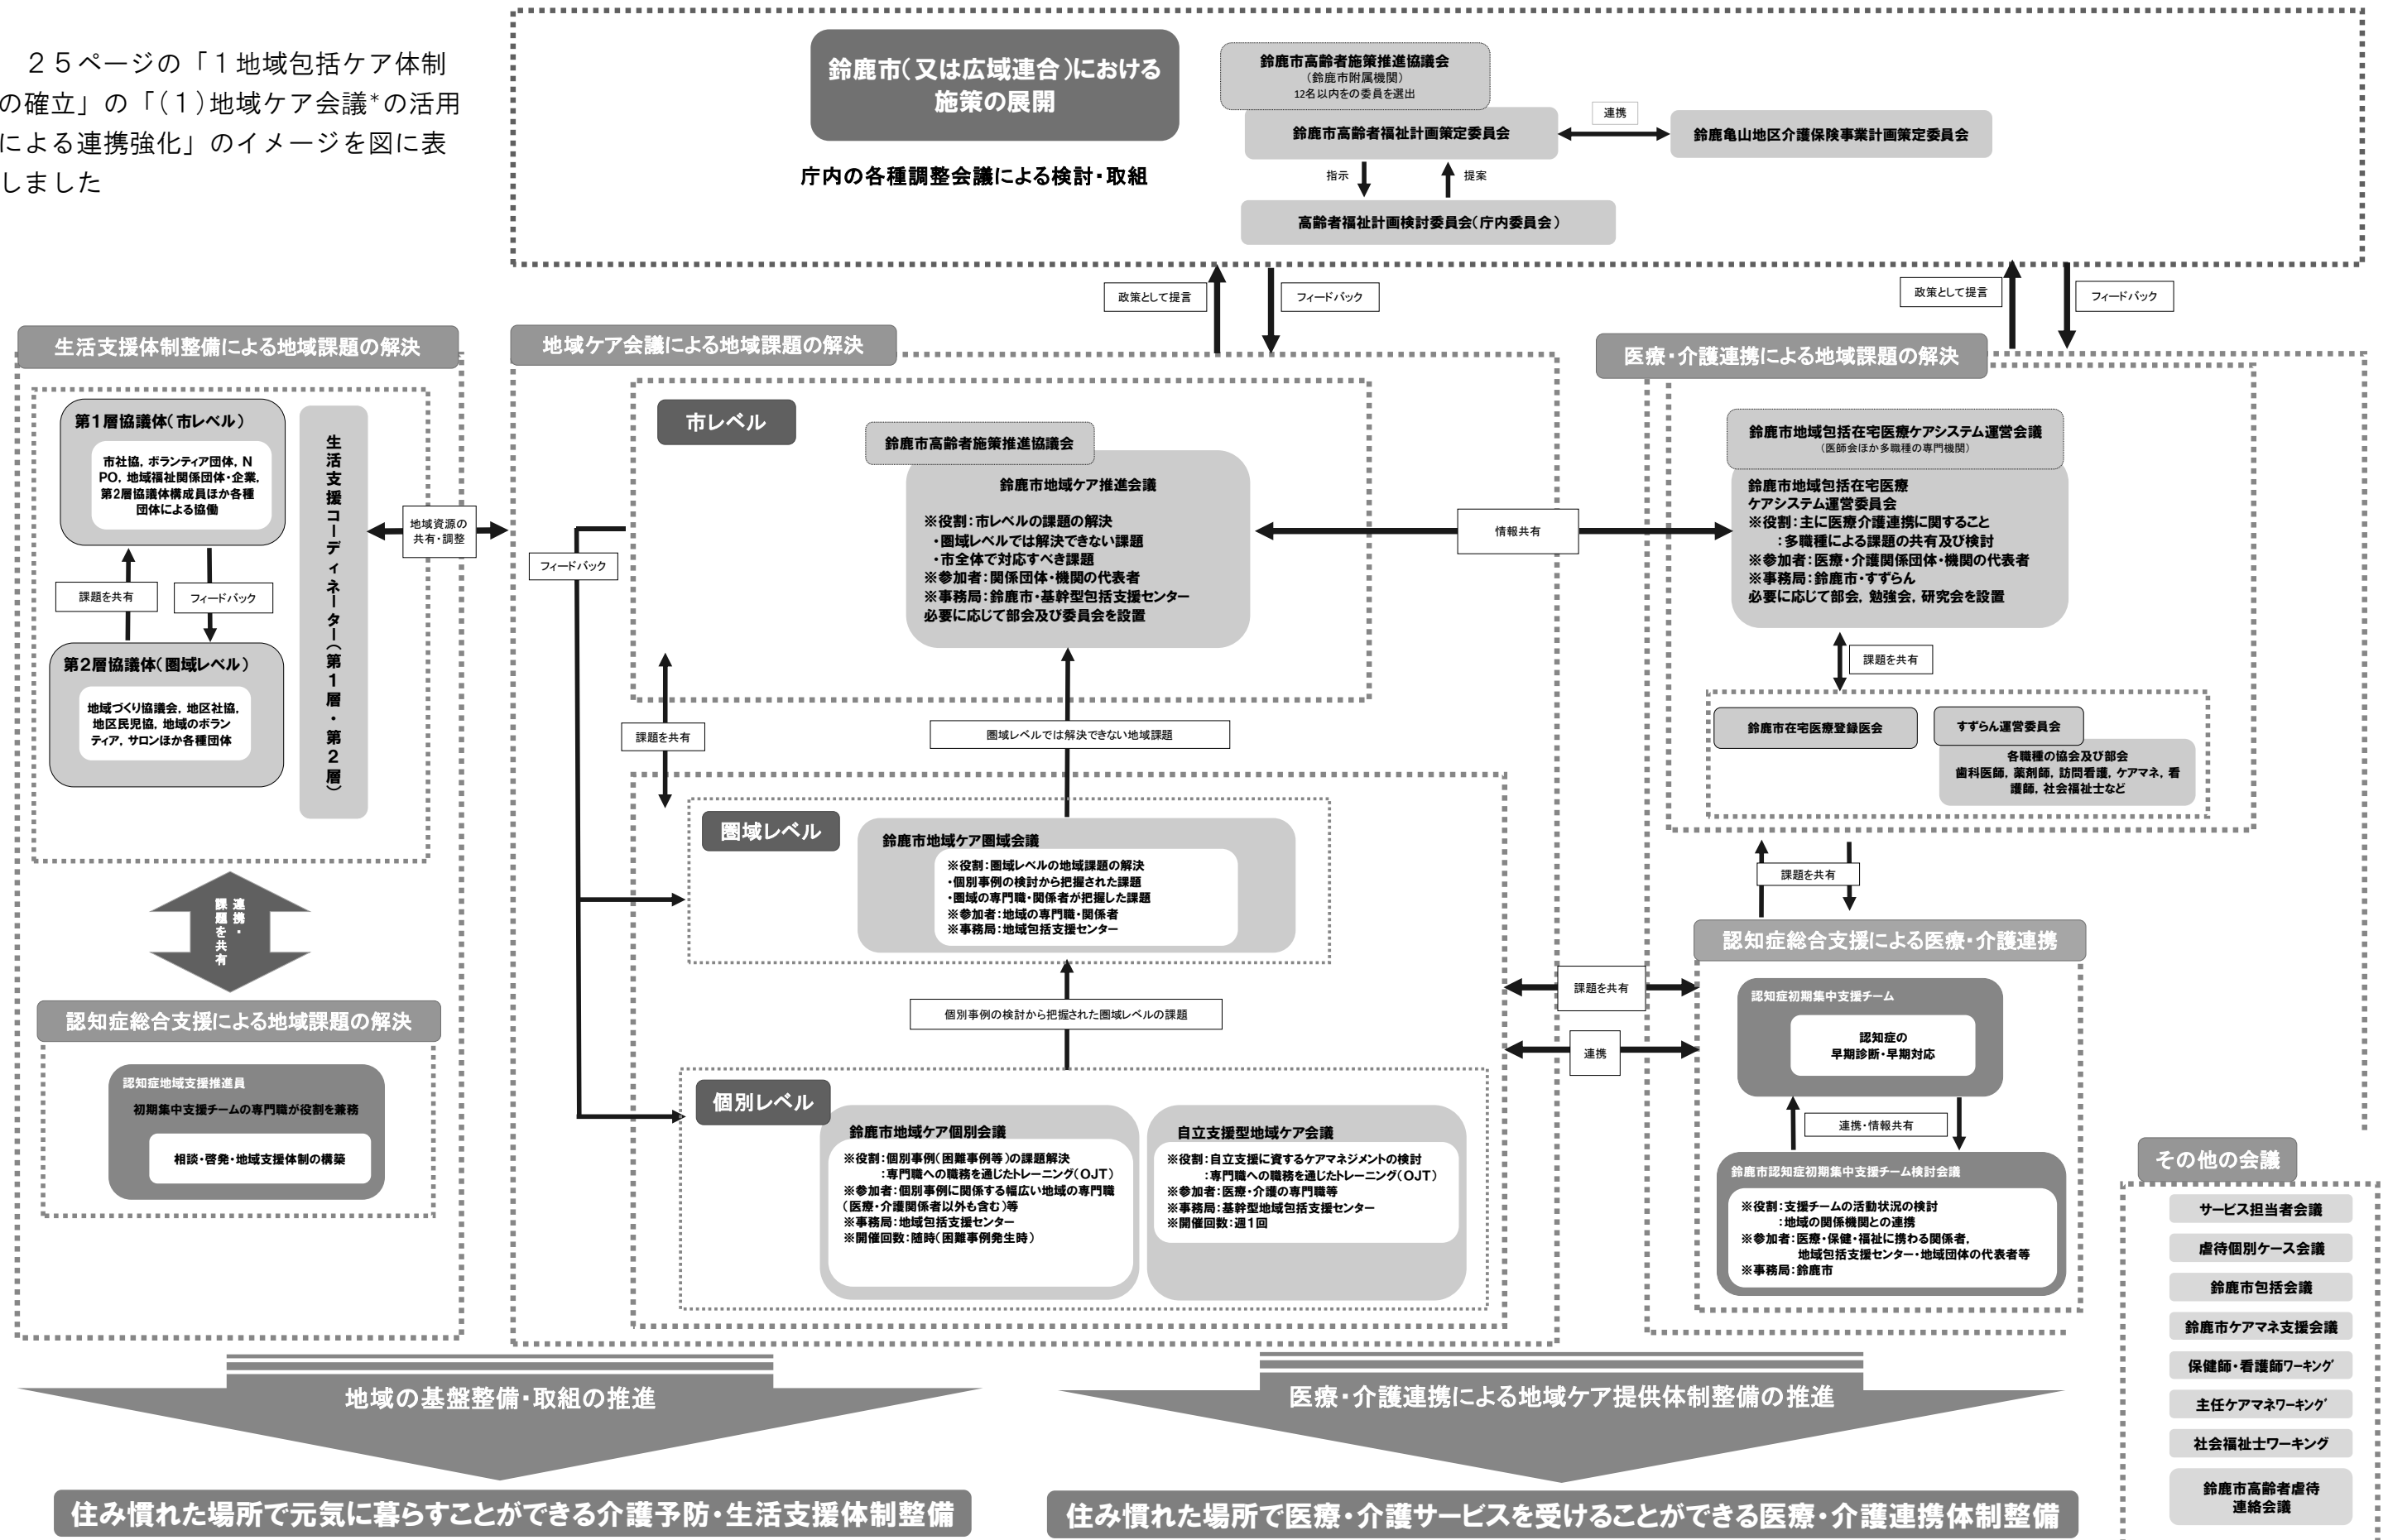 ２５ページの「１地域包括ケア体制
の確立」の「(１)地域ケア会議*の活用
による連携強化」のイメージを図に表
しました
鈴鹿市(又は広域連合)における
施策の展開
庁内の各種調整会議による検討・取組
鈴鹿市高齢者施策推進協議会
（鈴鹿市附属機関）
12名以内をの委員を選出
鈴鹿市高齢者福祉計画策定委員会
連携
鈴鹿亀山地区介護保険事業計画策定委員会
指示
提案
高齢者福祉計画検討委員会(庁内委員会)
政策として提言
フィードバック
政策として提言
フィードバック
生活支援体制整備による地域課題の解決
第１層協議体(市レベル)
市社協，ボランティア団体，Ｎ
ＰＯ，地域福祉関係団体・企業，
第２層協議体構成員ほか各種
団体による協働
課題を共有
フィードバック
第２層協議体(圏域レベル)
地域づくり協議会，地区社協，
地区民児協，地域のボラン
ティア，サロンほか各種団体
生活支援コーディネーター(第１層・第２層)
地域資源の
共有・調整
連携・
課題を共有
認知症総合支援による地域課題の解決
認知症地域支援推進員
初期集中支援チームの専門職が役割を兼務
相談・啓発・地域支援体制の構築
地域ケア会議による地域課題の解決
市レベル
鈴鹿市高齢者施策推進協議会
鈴鹿市地域ケア推進会議
※役割：市レベルの課題の解決
・圏域レベルでは解決できない課題
・市全体で対応すべき課題
※参加者：関係団体・機関の代表者
※事務局：鈴鹿市・基幹型包括支援センター
必要に応じて部会及び委員会を設置
フィードバック
情報共有
課題を共有
圏域レベルでは解決できない地域課題
圏域レベル
鈴鹿市地域ケア圏域会議
※役割：圏域レベルの地域課題の解決
・個別事例の検討から把握された課題
・圏域の専門職・関係者が把握した課題
※参加者：地域の専門職・関係者
※事務局：地域包括支援センター
個別事例の検討から把握された圏域レベルの課題
個別レベル
鈴鹿市地域ケア個別会議
※役割：個別事例(困難事例等)の課題解決
：専門職への職務を通じたトレーニング(OJT)
※参加者：個別事例に関係する幅広い地域の専門職
(医療・介護関係者以外も含む)等
※事務局：地域包括支援センター
※開催回数：随時(困難事例発生時)
自立支援型地域ケア会議
※役割：自立支援に資するケアマネジメントの検討
：専門職への職務を通じたトレーニング(OJT)
※参加者：医療・介護の専門職等
※事務局：基幹型地域包括支援センター
※開催回数：週１回
医療・介護連携による地域課題の解決
鈴鹿市地域包括在宅医療ケアシステム運営会議
（医師会ほか多職種の専門機関）
鈴鹿市地域包括在宅医療
ケアシステム運営委員会
※役割：主に医療介護連携に関すること
：多職種による課題の共有及び検討
※参加者：医療・介護関係団体・機関の代表者
※事務局：鈴鹿市・すずらん
必要に応じて部会，勉強会，研究会を設置
課題を共有
鈴鹿市在宅医療登録医会
すずらん運営委員会
各職種の協会及び部会
歯科医師，薬剤師，訪問看護，ケアマネ，看
護師，社会福祉士など
課題を共有
課題を共有
連携
認知症総合支援による医療・介護連携
認知症初期集中支援チーム
認知症の
早期診断・早期対応
連携・情報共有
鈴鹿市認知症初期集中支援チーム検討会議
※役割：支援チームの活動状況の検討
：地域の関係機関との連携
※参加者：医療・保健・福祉に携わる関係者，
地域包括支援センター・地域団体の代表者等
※事務局：鈴鹿市
その他の会議
サービス担当者会議
虐待個別ケース会議
鈴鹿市包括会議
鈴鹿市ケアマネ支援会議
保健師・看護師ﾜｰｷﾝｸﾞ
主任ケアマネﾜｰｷﾝｸﾞ
社会福祉士ワーキング
鈴鹿市高齢者虐待
連絡会議
地域の基盤整備・取組の推進
医療・介護連携による地域ケア提供体制整備の推進
住み慣れた場所で元気に暮らすことができる介護予防・生活支援体制整備
住み慣れた場所で医療・介護サービスを受けることができる医療・介護連携体制整備